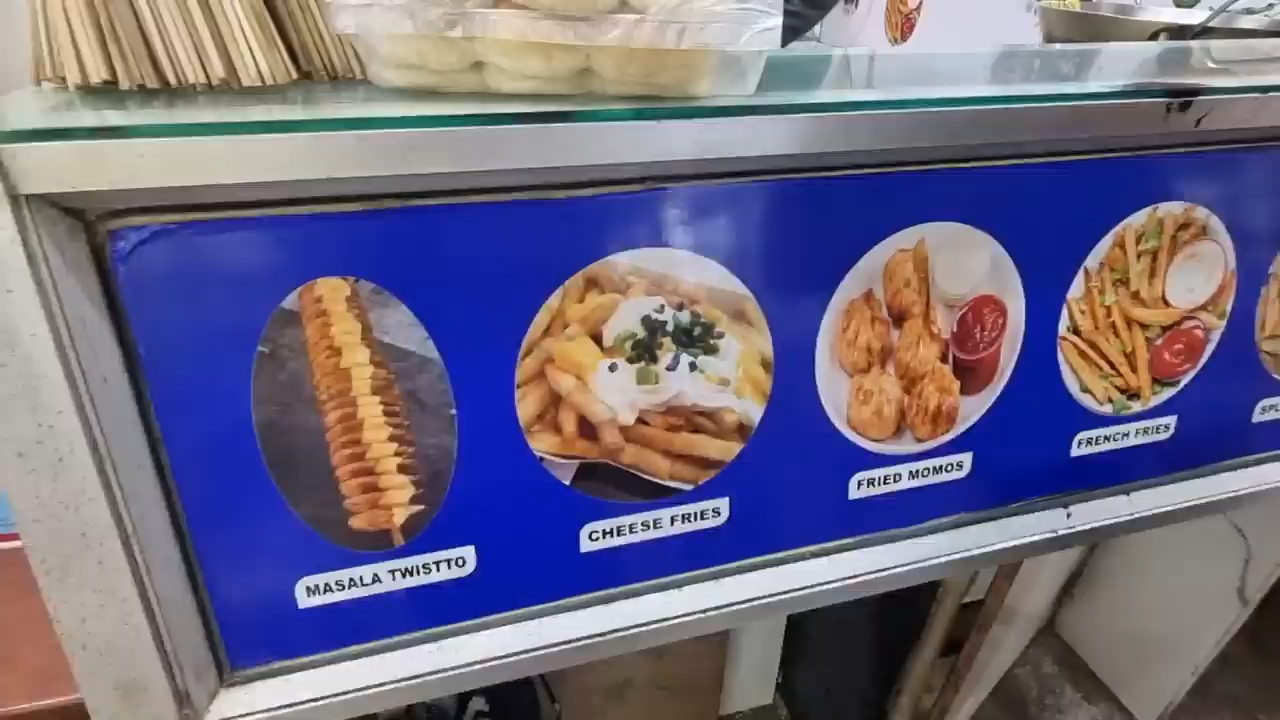 MASALA TWISTTO
CHEESE FRIES
FRIED MOMOS
FRENCH FRIES